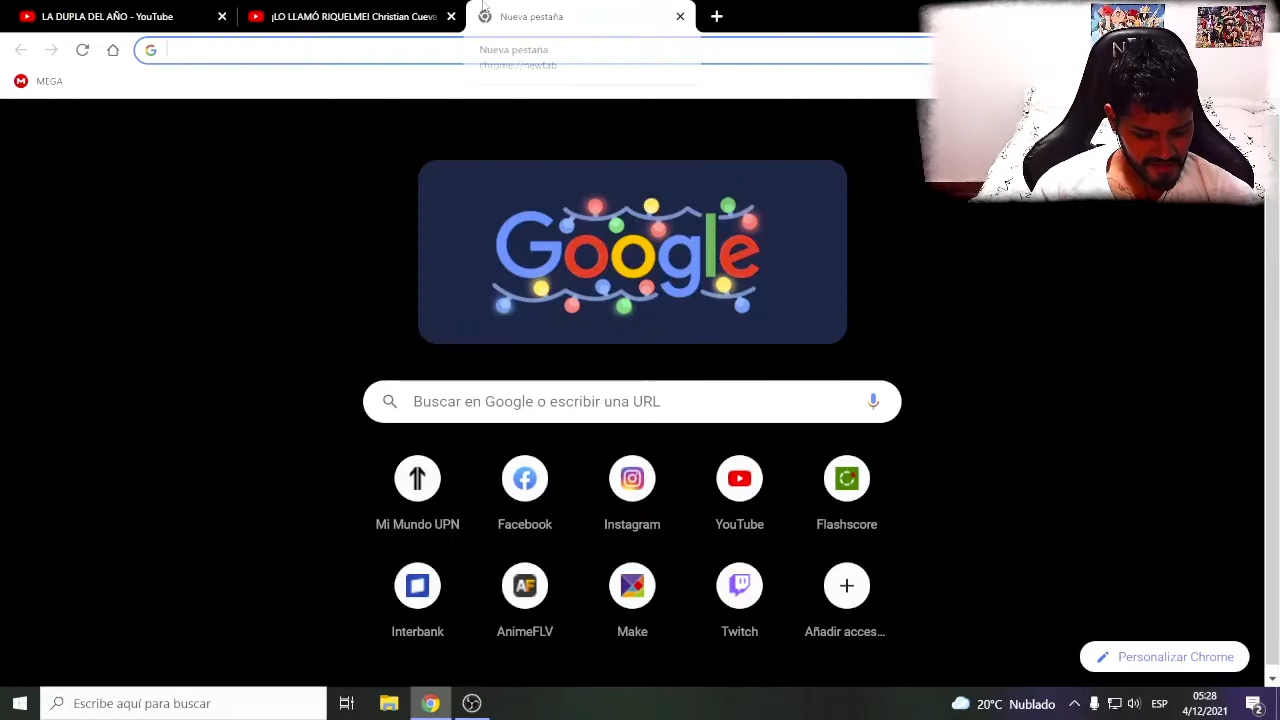 LA DUPLA DEL AÑO - YouTube
¡LO LLAMÓ RIQUELME! Christian Cueva
Nueva pestaña
Nueva pestaña
chrome://newtab
MEGA
Google
Buscar en Google o escribir una URL
Mi Mundo UPN
Facebook
Instagram
YouTube
Flashscore
Interbank
AnimeFLV
Make
Twitch
Añadir acces...
Personalizar Chrome
Escribe aquí para buscar
20°C Nublado
ESP
05:28
4/12/2021
2